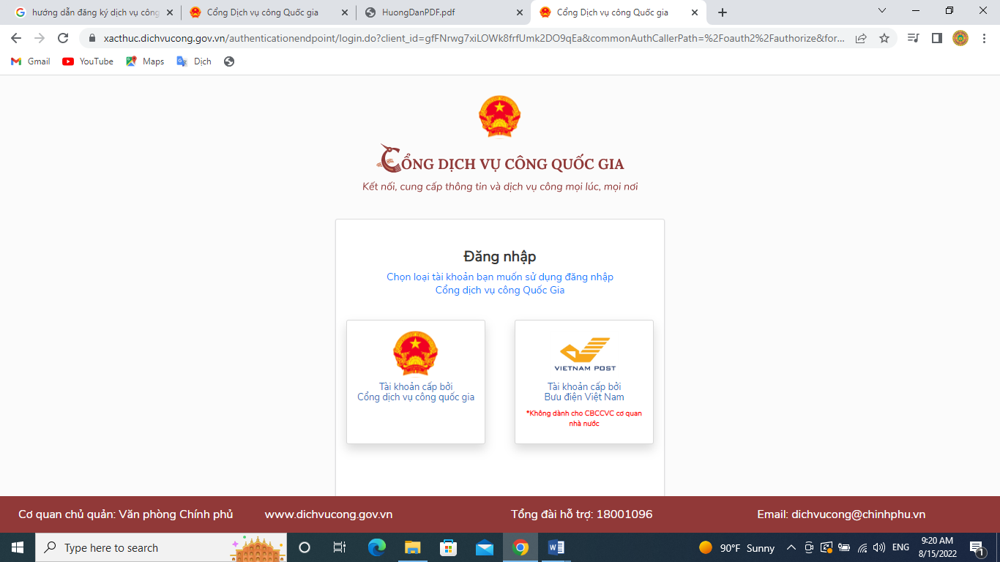 hướng dẫn đăng ký dịch vụ công
Cổng Dịch vụ công Quốc gia
HuongDanPDF.pdf
Cổng Dịch vụ công Quốc gia
xacthuc.dichvucong.gov.vn/authenticationendpoint/login.do?client_id=gfFNrwg7xiLOWk8frfUmk2DO9qEa&commonAuthCallerPath=%2Foauth2%2Fauthorize&for...
Gmail
YouTube
Maps
Dịch
CỔNG DỊCH VỤ CÔNG QUỐC GIA
Kết nối, cung cấp thông tin và dịch vụ công mọi lúc, mọi nơi
Đăng nhập
Chọn loại tài khoản bạn muốn sử dụng đăng nhập
Cổng dịch vụ công Quốc Gia
Tài khoản cấp bởi
Cổng dịch vụ công quốc gia
VIETNAM POST
Tài khoản cấp bởi
Bưu điện Việt Nam
*Không dành cho CBCCVC cơ quan
nhà nước
Cơ quan chủ quản: Văn phòng Chính phủ
www.dichvucong.gov.vn
Tổng đài hỗ trợ: 18001096
Email: dichvucong@chinhphu.vn
Type here to search
90°F Sunny
ENG
9:20 AM
8/15/2022
1